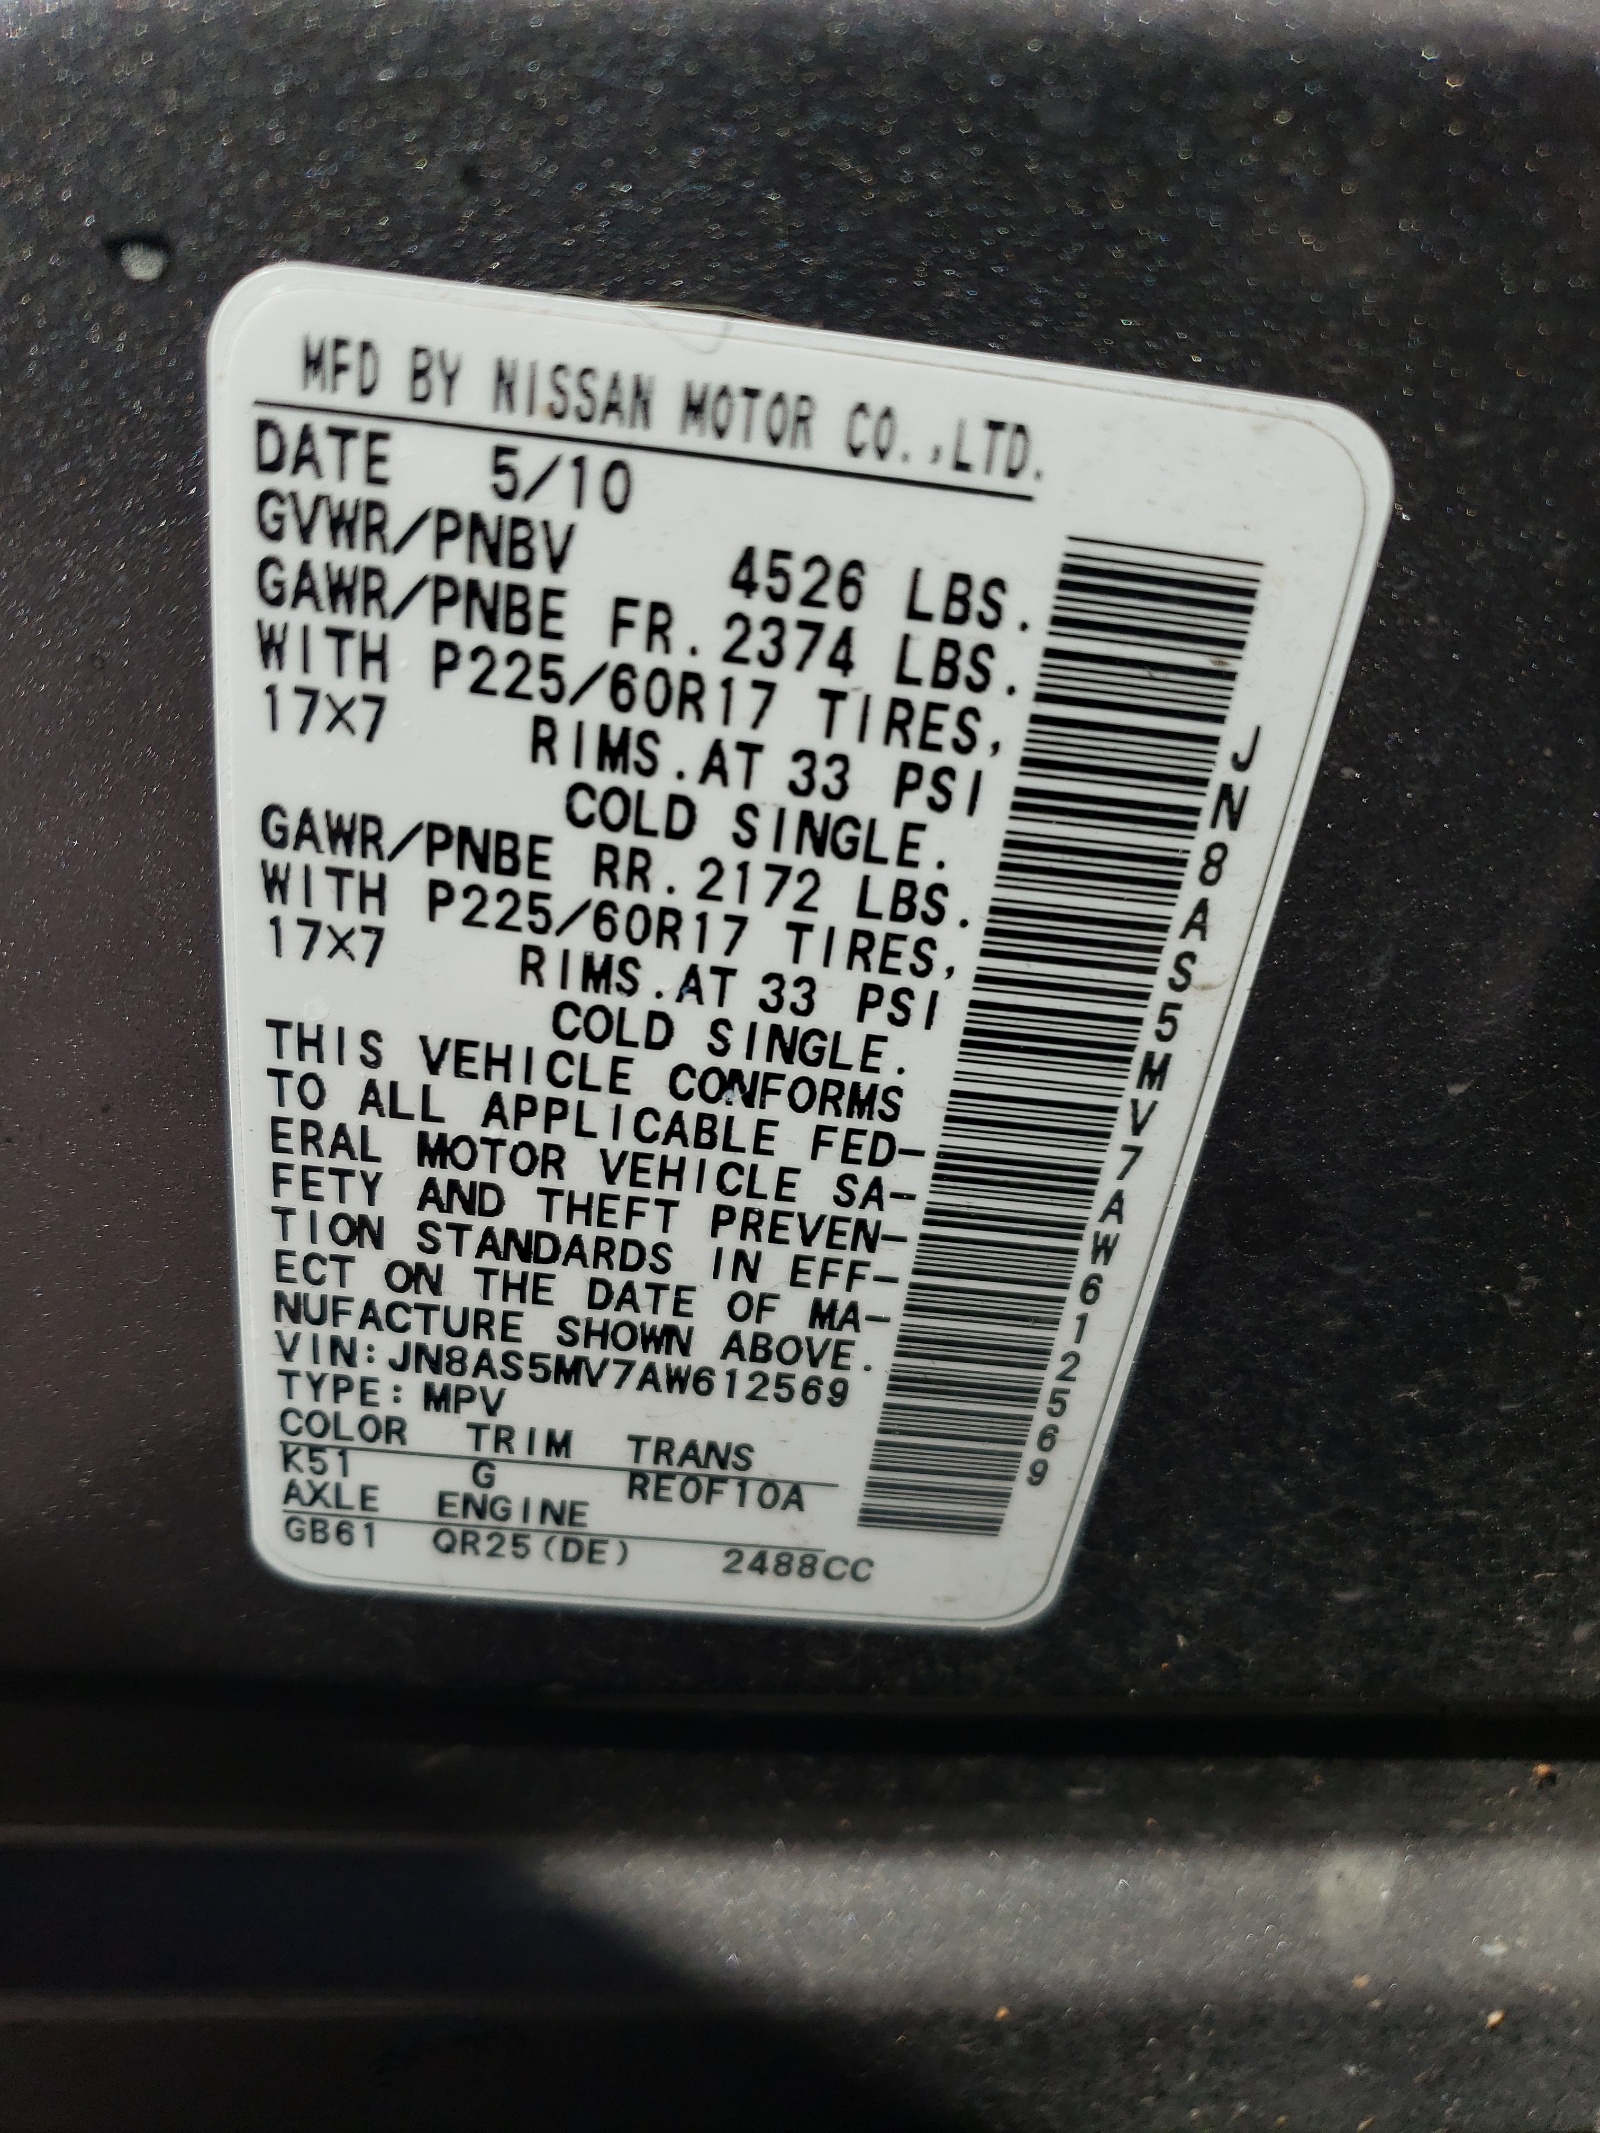 MFD BY NISSAN MOTOR CO.,LTD.
DATE 5/10
GVWR/PNBV 4526 LBS.
GAWR/PNBE FR. 2374 LBS.
WITH P225/60R17 TIRES,
17X7 RIMS.AT 33 PSI
COLD SINGLE.
GAWR/PNBE RR. 2172 LBS.
WITH P225/60R17 TIRES,
17X7 RIMS.AT 33 PSI
COLD SINGLE.
THIS VEHICLE CONFORMS
TO ALL APPLICABLE FED-
ERAL MOTOR VEHICLE SA-
FETY AND THEFT PREVEN-
TION STANDARDS IN EFF-
ECT ON THE DATE OF MA-
NUFACTURE SHOWN ABOVE.
VIN:JN8AS5MV7AW612569
TYPE: MPV
COLOR TRIM TRANS
K51 G RE0F10A
AXLE ENGINE
GB61 QR25(DE) 2488CC
JN8AS5MV7AW612569